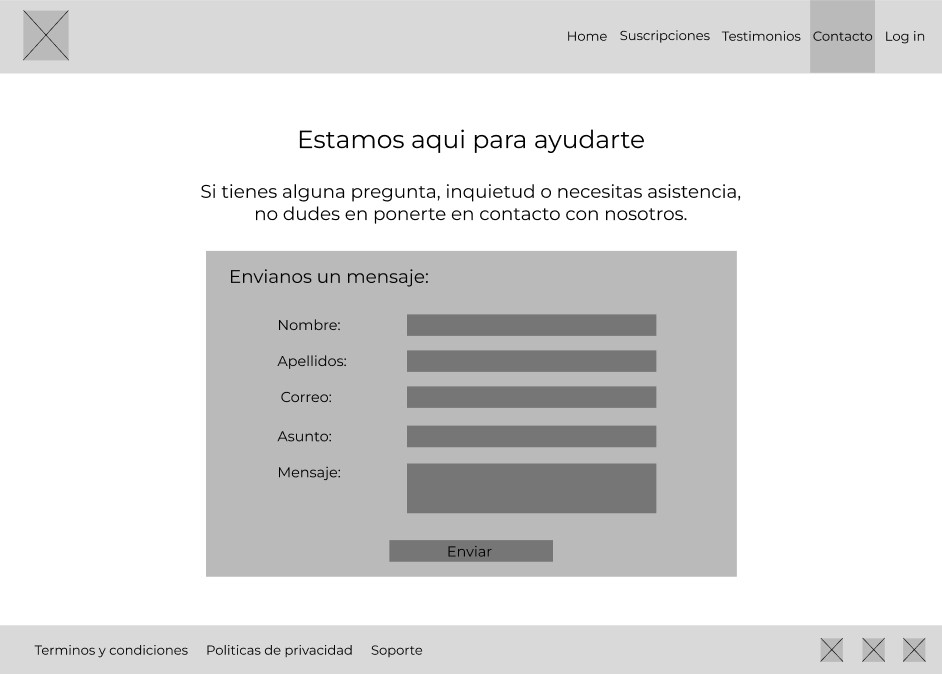 Home Suscripciones Testimonios Contacto Log in
Estamos aqui para ayudarte
Si tienes alguna pregunta, inquietud o necesitas asistencia,
no dudes en ponerte en contacto con nosotros.
Envianos un mensaje:
Nombre:
Apellidos:
Correo:
Asunto:
Mensaje:
Enviar
Terminos y condiciones Politicas de privacidad Soporte